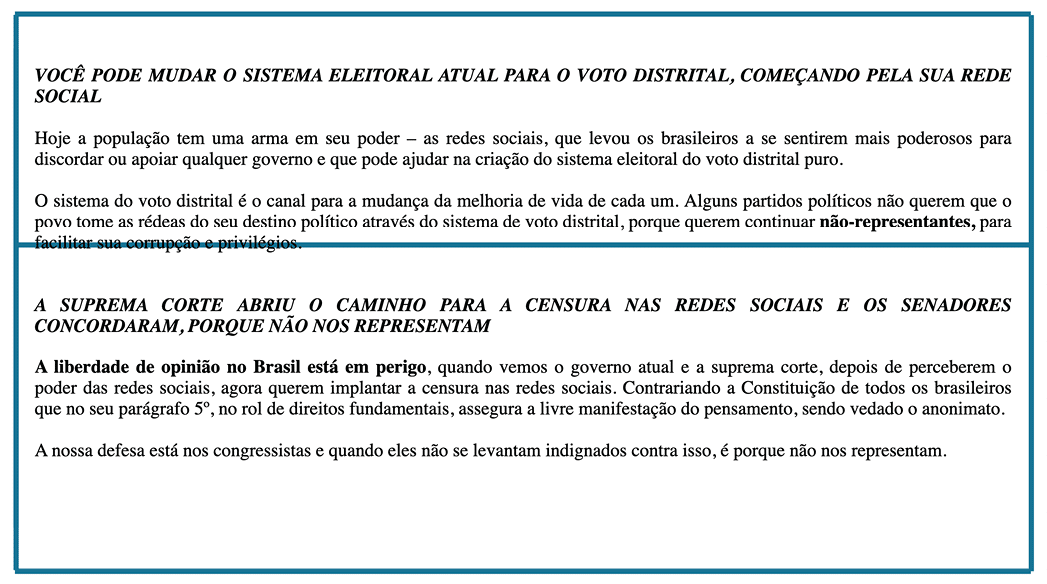 VOCÊ PODE MUDAR O SISTEMA ELEITORAL ATUAL PARA O VOTO DISTRITAL, COMEÇANDO PELA SUA REDE
SOCIAL
Hoje a população tem uma arma em seu poder – as redes sociais, que levou os brasileiros a se sentirem mais poderosos para
discordar ou apoiar qualquer governo e que pode ajudar na criação do sistema eleitoral do voto distrital puro.
O sistema do voto distrital é o canal para a mudança da melhoria de vida de cada um. Alguns partidos políticos não querem que o
povo tome as rédeas do seu destino político através do sistema de voto distrital, porque querem continuar não-representantes, para
facilitar sua corrupção e privilégios.
A SUPREMA CORTE ABRIU O CAMINHO PARA A CENSURA NAS REDES SOCIAIS E OS SENADORES
CONCORDARAM, PORQUE NÃO NOS REPRESENTAM
A liberdade de opinião no Brasil está em perigo, quando vemos o governo atual e a suprema corte, depois de perceberem o
poder das redes sociais, agora querem implantar a censura nas redes sociais. Contrariando a Constituição de todos os brasileiros
que no seu parágrafo 5º, no rol de direitos fundamentais, assegura a livre manifestação do pensamento, sendo vedado o anonimato.
A nossa defesa está nos congressistas e quando eles não se levantam indignados contra isso, é porque não nos representam.